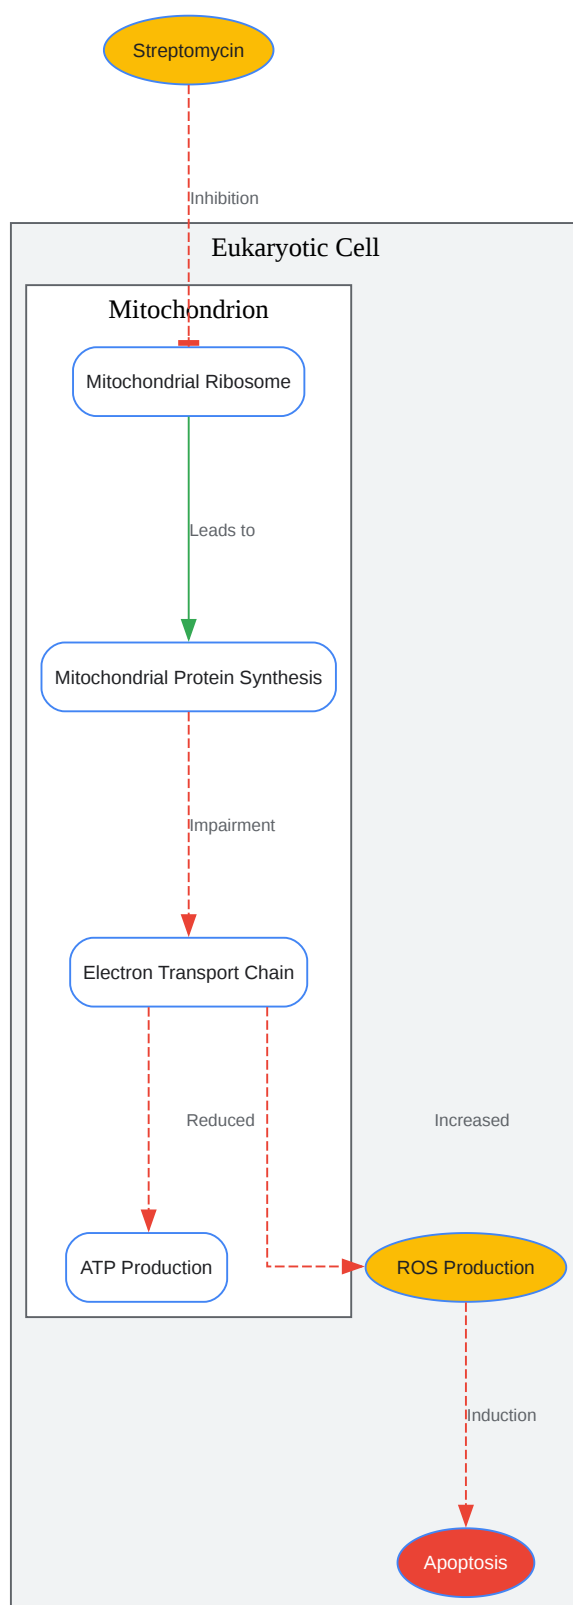 Streptomycin
Inhibition
Eukaryotic Cell
Mitochondrion
Mitochondrial Ribosome
Leads to
Mitochondrial Protein Synthesis
Impairment
Electron Transport Chain
Reduced
Increased
ATP Production
ROS Production
Induction
Apoptosis